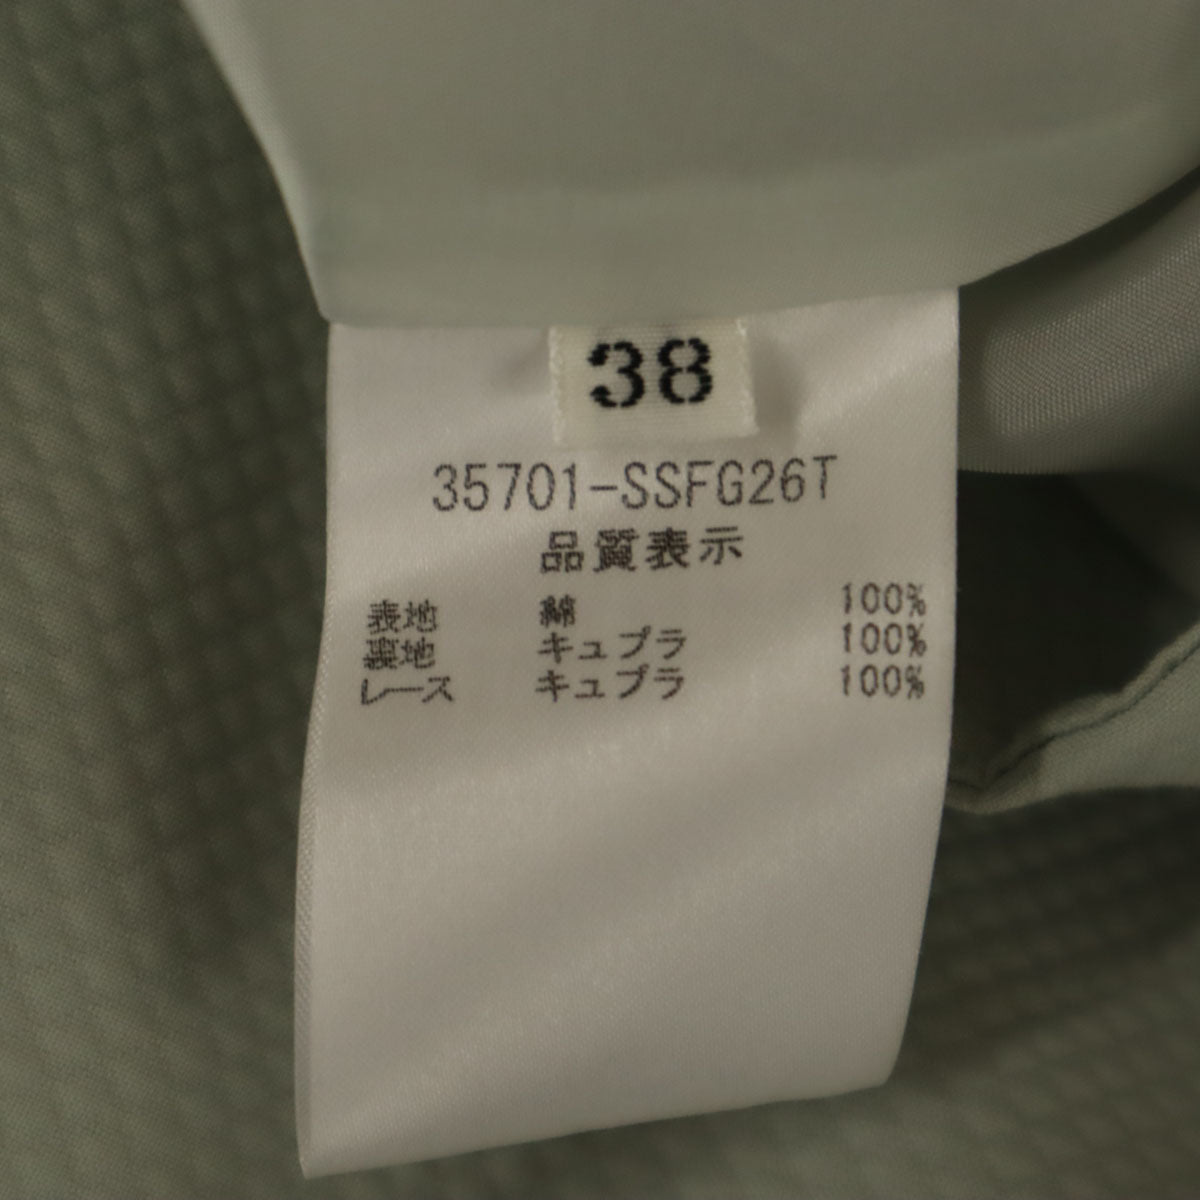 38
35701-SSFG26T
品質表示
表地 綿 100%
裏地 キュプラ 100%
レース キュプラ 100%